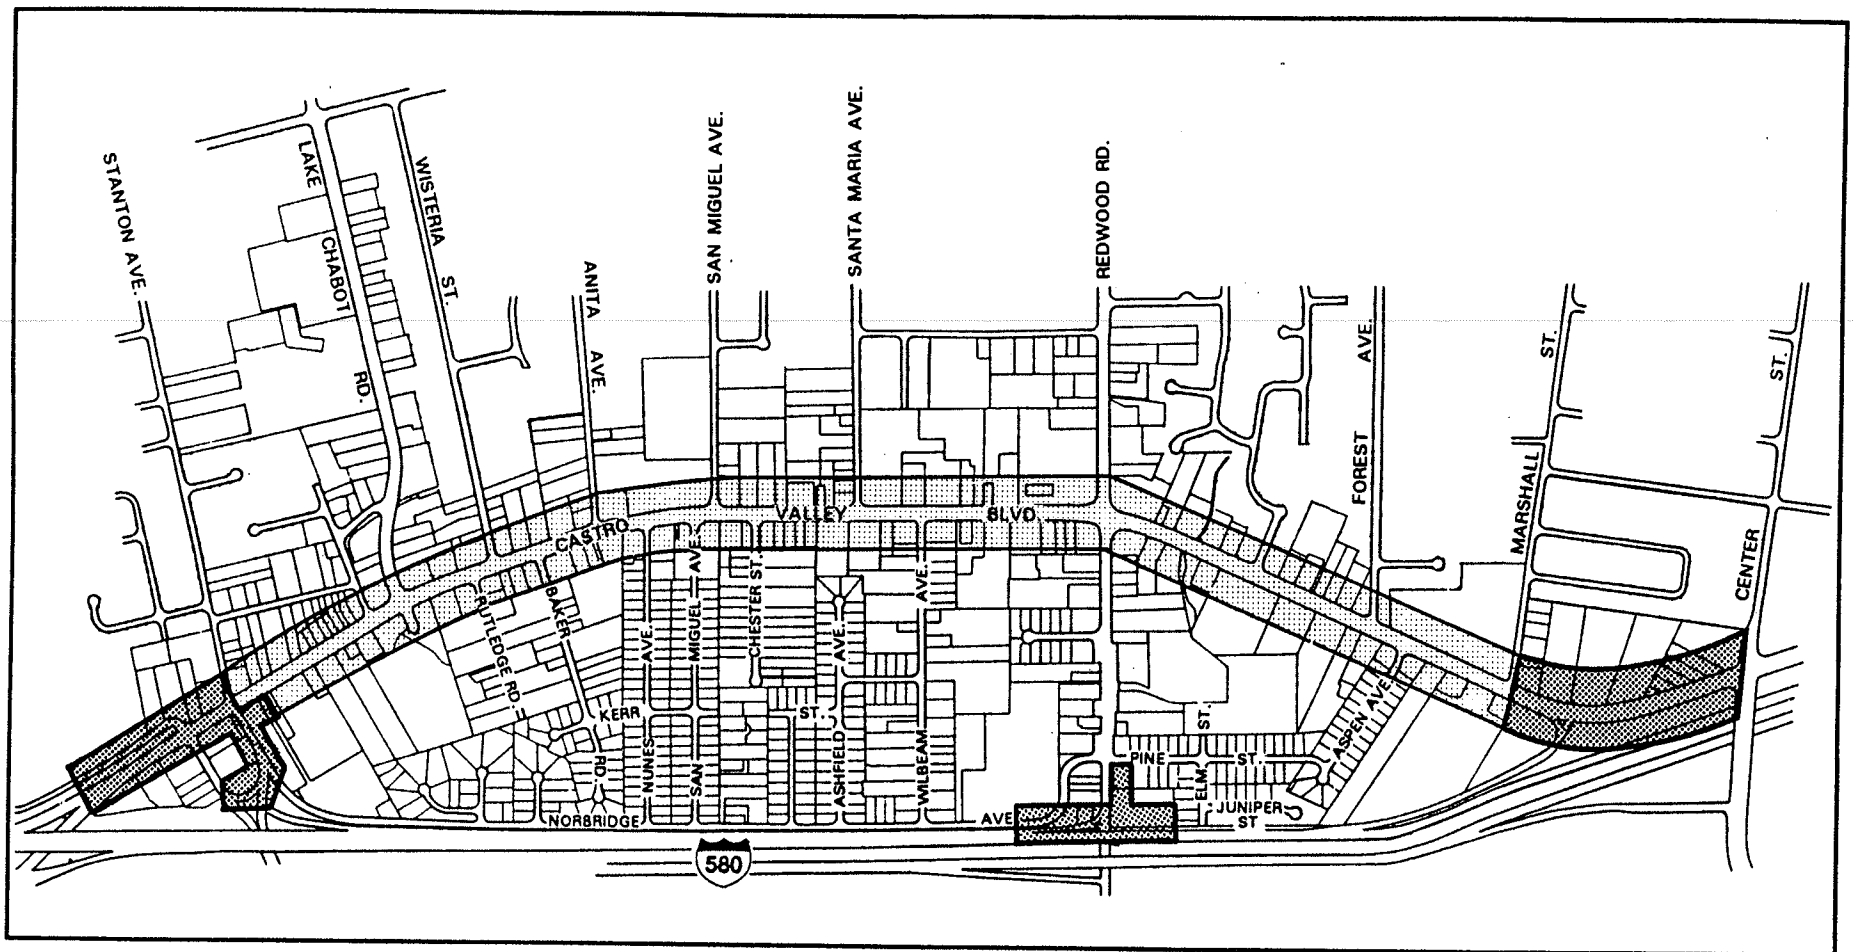 STANTON AVE.
LAKE CHABOT RD.
WISTERIA ST.
ANITA AVE.
SAN MIGUEL AVE.
SANTA MARIA AVE.
REDWOOD RD.
FOREST AVE.
MARSHALL ST.
CENTER ST.
CASTRO VALLEY BLVD
RUTLEDGE RD.
BAKER RD.
NUNES AVE.
SAN MIGUEL AVE.
CHESTER ST.
ASHFIELD AVE.
WILBEAM AVE.
KERR ST.
ELM ST.
PINE ST.
ASPEN AVE.
JUNIPER ST
NORBRIDGE AVE
580